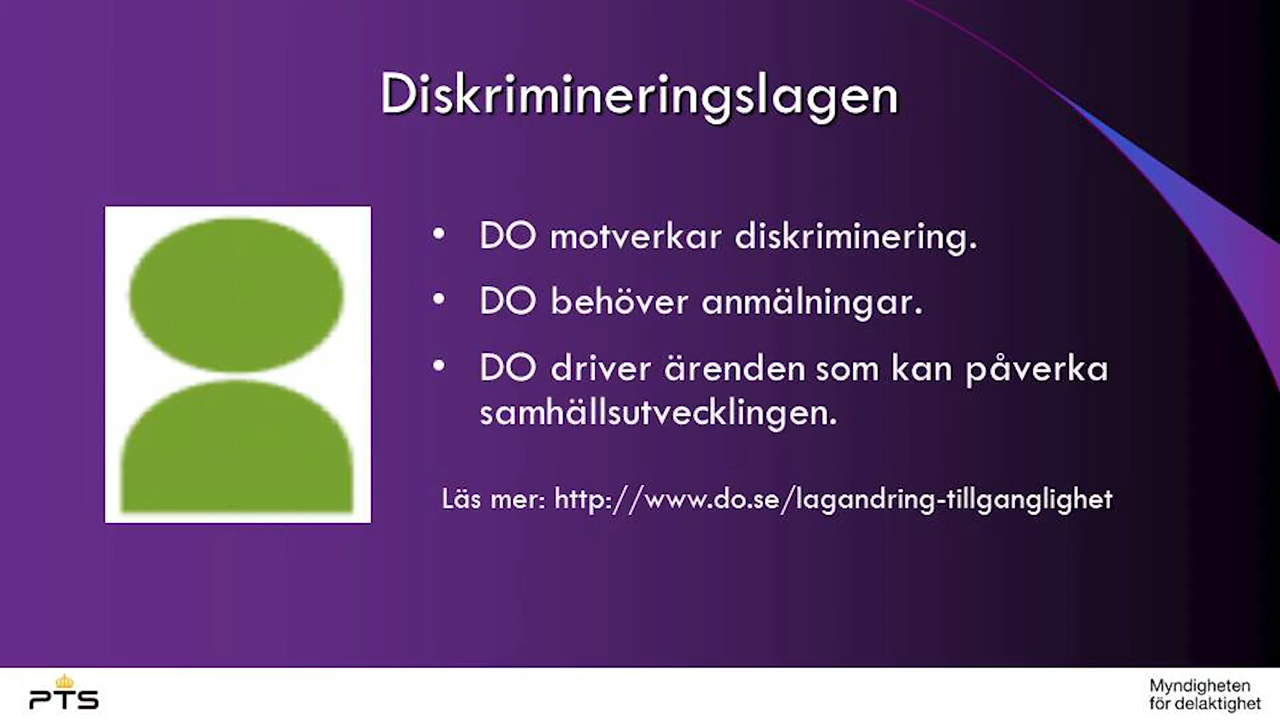 Diskrimineringslagen
• DO motverkar diskriminering.
• DO behöver anmälningar.
• DO driver ärenden som kan påverka
samhällsutvecklingen.
Läs mer: http://www.do.se/lagandring-tillganglighet
PTS
Myndigheten
för delaktighet